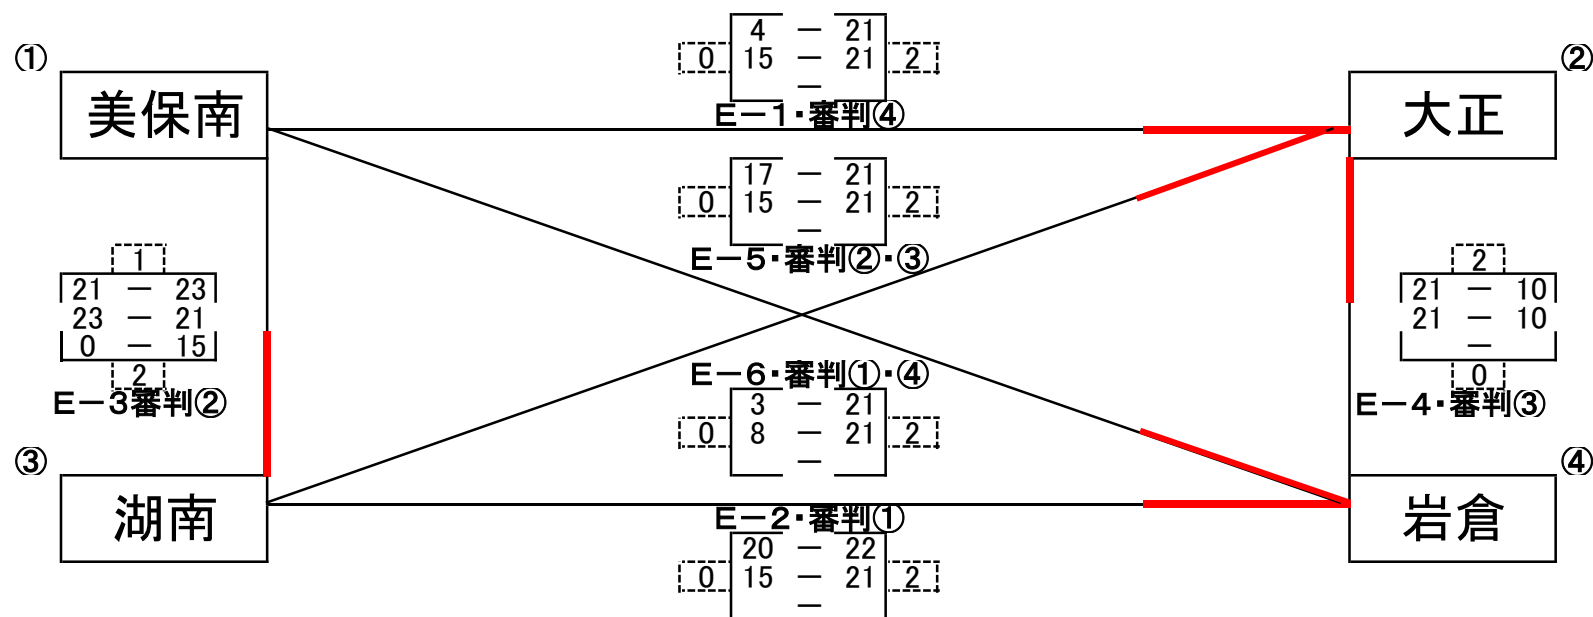 ① ②
4 － 21
0 15 － 21 2
－
美保南 大正
E－1・審判④
17 － 21
0 15 － 21 2
－
E－5・審判②・③
1
21 － 23
23 － 21
0 － 15
2
E－3審判②
2
21 － 10
21 － 10
－
0
E－4・審判③
E－6・審判①・④
3 － 21
0 8 － 21 2
－
③ ④
湖南 岩倉
E－2・審判①
20 － 22
0 15 － 21 2
－